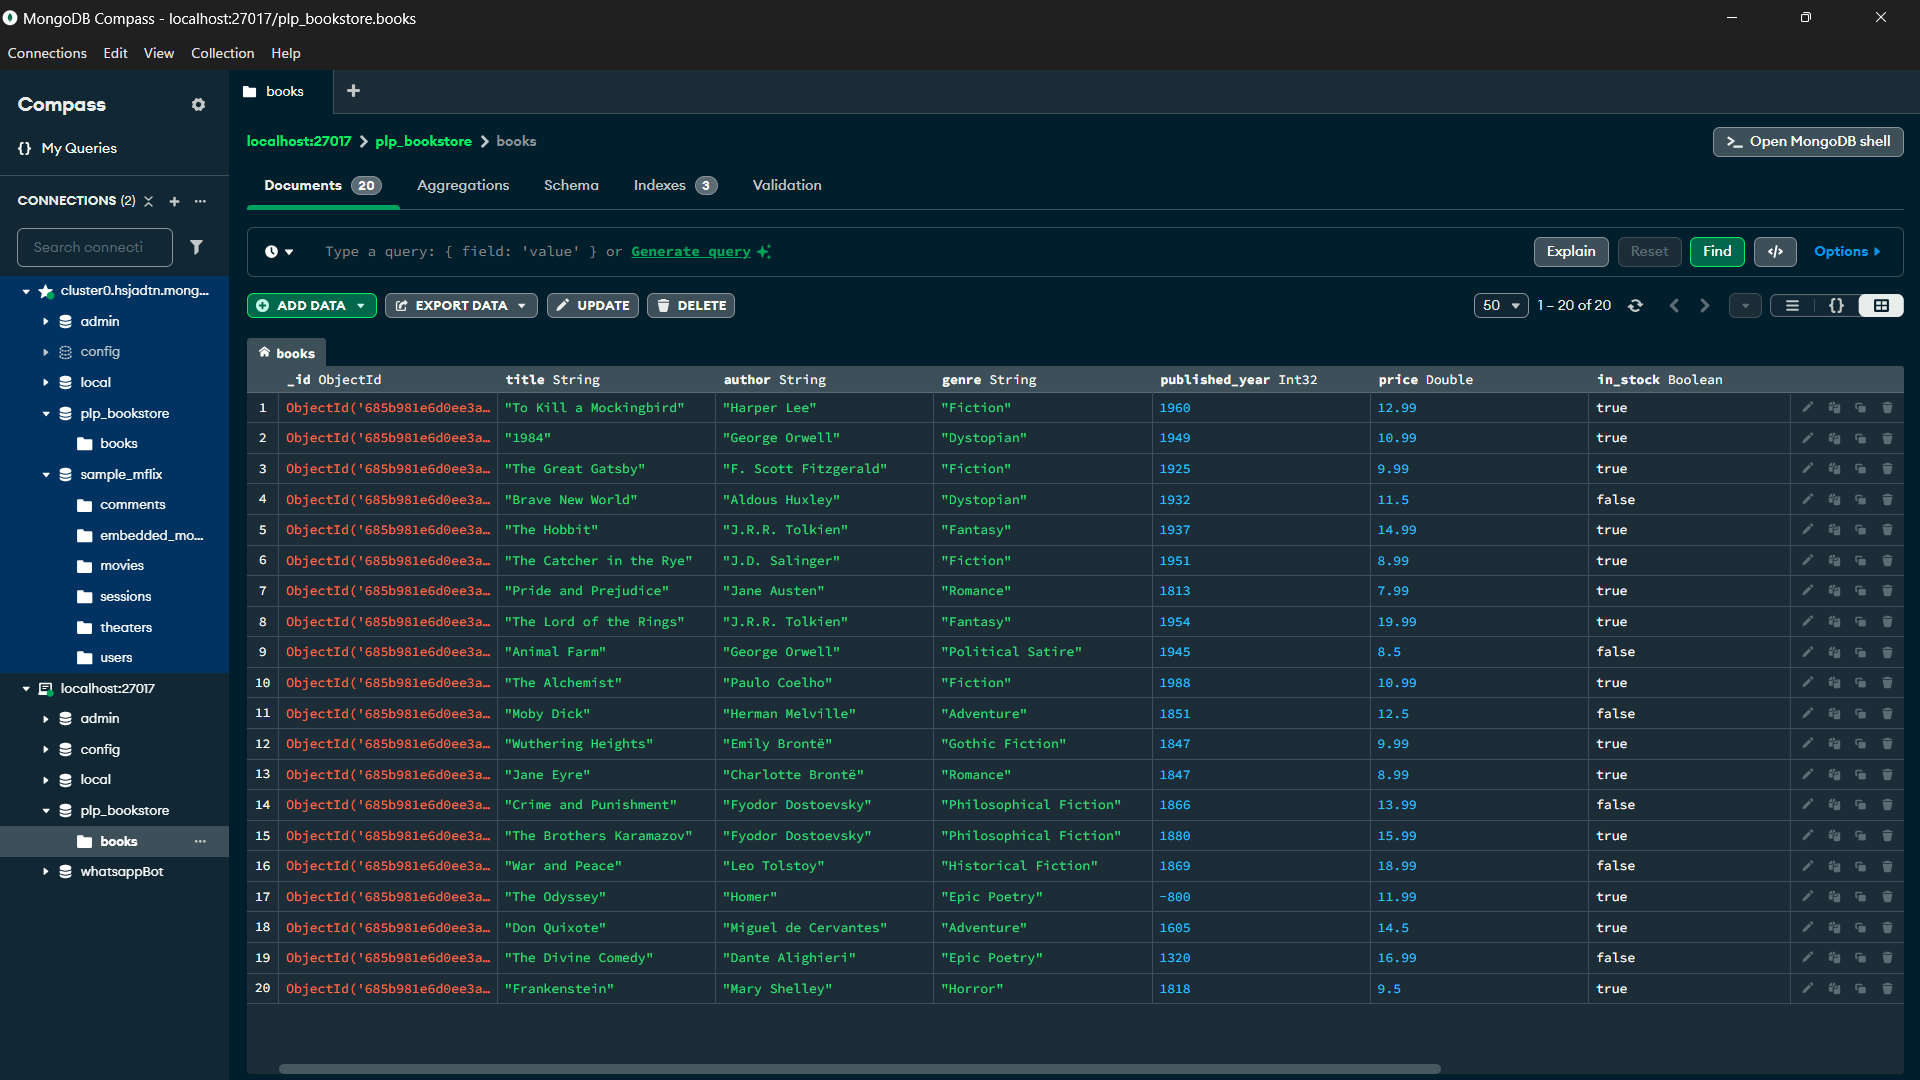 MongoDB Compass - localhost:27017/plp_bookstore.books
Connections Edit View Collection Help
Compass
{} My Queries
CONNECTIONS (2)
Search connecti
cluster0.hsjadtn.mong...
admin
config
local
plp_bookstore
books
sample_mflix
comments
embedded_mo...
movies
sessions
theaters
users
localhost:27017
admin
config
local
plp_bookstore
books
whatsappBot
books
localhost:27017 > plp_bookstore > books
>_ Open MongoDB shell
Documents 20 Aggregations Schema Indexes 3 Validation
Type a query: { field: 'value' } or Generate query
Explain Reset Find </> Options
ADD DATA EXPORT DATA UPDATE DELETE
50 1 – 20 of 20 {}
books
_id ObjectId title String author String genre String published_year Int32 price Double in_stock Boolean
1 ObjectId('685b981e6d0ee3a… "To Kill a Mockingbird" "Harper Lee" "Fiction" 1960 12.99 true
2 ObjectId('685b981e6d0ee3a… "1984" "George Orwell" "Dystopian" 1949 10.99 true
3 ObjectId('685b981e6d0ee3a… "The Great Gatsby" "F. Scott Fitzgerald" "Fiction" 1925 9.99 true
4 ObjectId('685b981e6d0ee3a… "Brave New World" "Aldous Huxley" "Dystopian" 1932 11.5 false
5 ObjectId('685b981e6d0ee3a… "The Hobbit" "J.R.R. Tolkien" "Fantasy" 1937 14.99 true
6 ObjectId('685b981e6d0ee3a… "The Catcher in the Rye" "J.D. Salinger" "Fiction" 1951 8.99 true
7 ObjectId('685b981e6d0ee3a… "Pride and Prejudice" "Jane Austen" "Romance" 1813 7.99 true
8 ObjectId('685b981e6d0ee3a… "The Lord of the Rings" "J.R.R. Tolkien" "Fantasy" 1954 19.99 true
9 ObjectId('685b981e6d0ee3a… "Animal Farm" "George Orwell" "Political Satire" 1945 8.5 false
10 ObjectId('685b981e6d0ee3a… "The Alchemist" "Paulo Coelho" "Fiction" 1988 10.99 true
11 ObjectId('685b981e6d0ee3a… "Moby Dick" "Herman Melville" "Adventure" 1851 12.5 false
12 ObjectId('685b981e6d0ee3a… "Wuthering Heights" "Emily Brontë" "Gothic Fiction" 1847 9.99 true
13 ObjectId('685b981e6d0ee3a… "Jane Eyre" "Charlotte Brontë" "Romance" 1847 8.99 true
14 ObjectId('685b981e6d0ee3a… "Crime and Punishment" "Fyodor Dostoevsky" "Philosophical Fiction" 1866 13.99 false
15 ObjectId('685b981e6d0ee3a… "The Brothers Karamazov" "Fyodor Dostoevsky" "Philosophical Fiction" 1880 15.99 true
16 ObjectId('685b981e6d0ee3a… "War and Peace" "Leo Tolstoy" "Historical Fiction" 1869 18.99 false
17 ObjectId('685b981e6d0ee3a… "The Odyssey" "Homer" "Epic Poetry" -800 11.99 true
18 ObjectId('685b981e6d0ee3a… "Don Quixote" "Miguel de Cervantes" "Adventure" 1605 14.5 true
19 ObjectId('685b981e6d0ee3a… "The Divine Comedy" "Dante Alighieri" "Epic Poetry" 1320 16.99 false
20 ObjectId('685b981e6d0ee3a… "Frankenstein" "Mary Shelley" "Horror" 1818 9.5 true